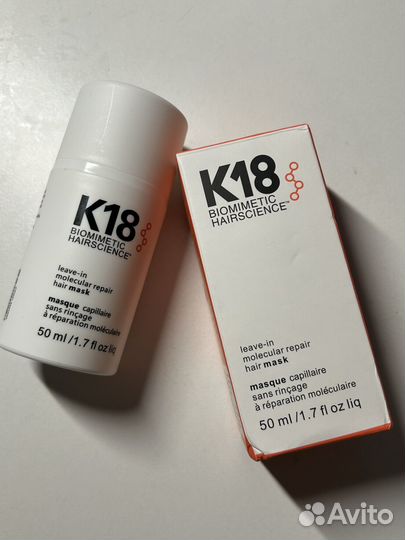 K18
BIOMIMETIC
HAIRSCIENCE™
leave-in
molecular repair
hair mask
masque capillaire
sans rinçage
à réparation moléculaire
50 ml/1.7 fl oz liq
K18
BIOMIMETIC
HAIRSCIENCE™
leave-in
molecular repair
hair mask
masque capillaire
sans rinçage
à réparation moléculaire
50 ml/1.7 fl oz liq
Avito